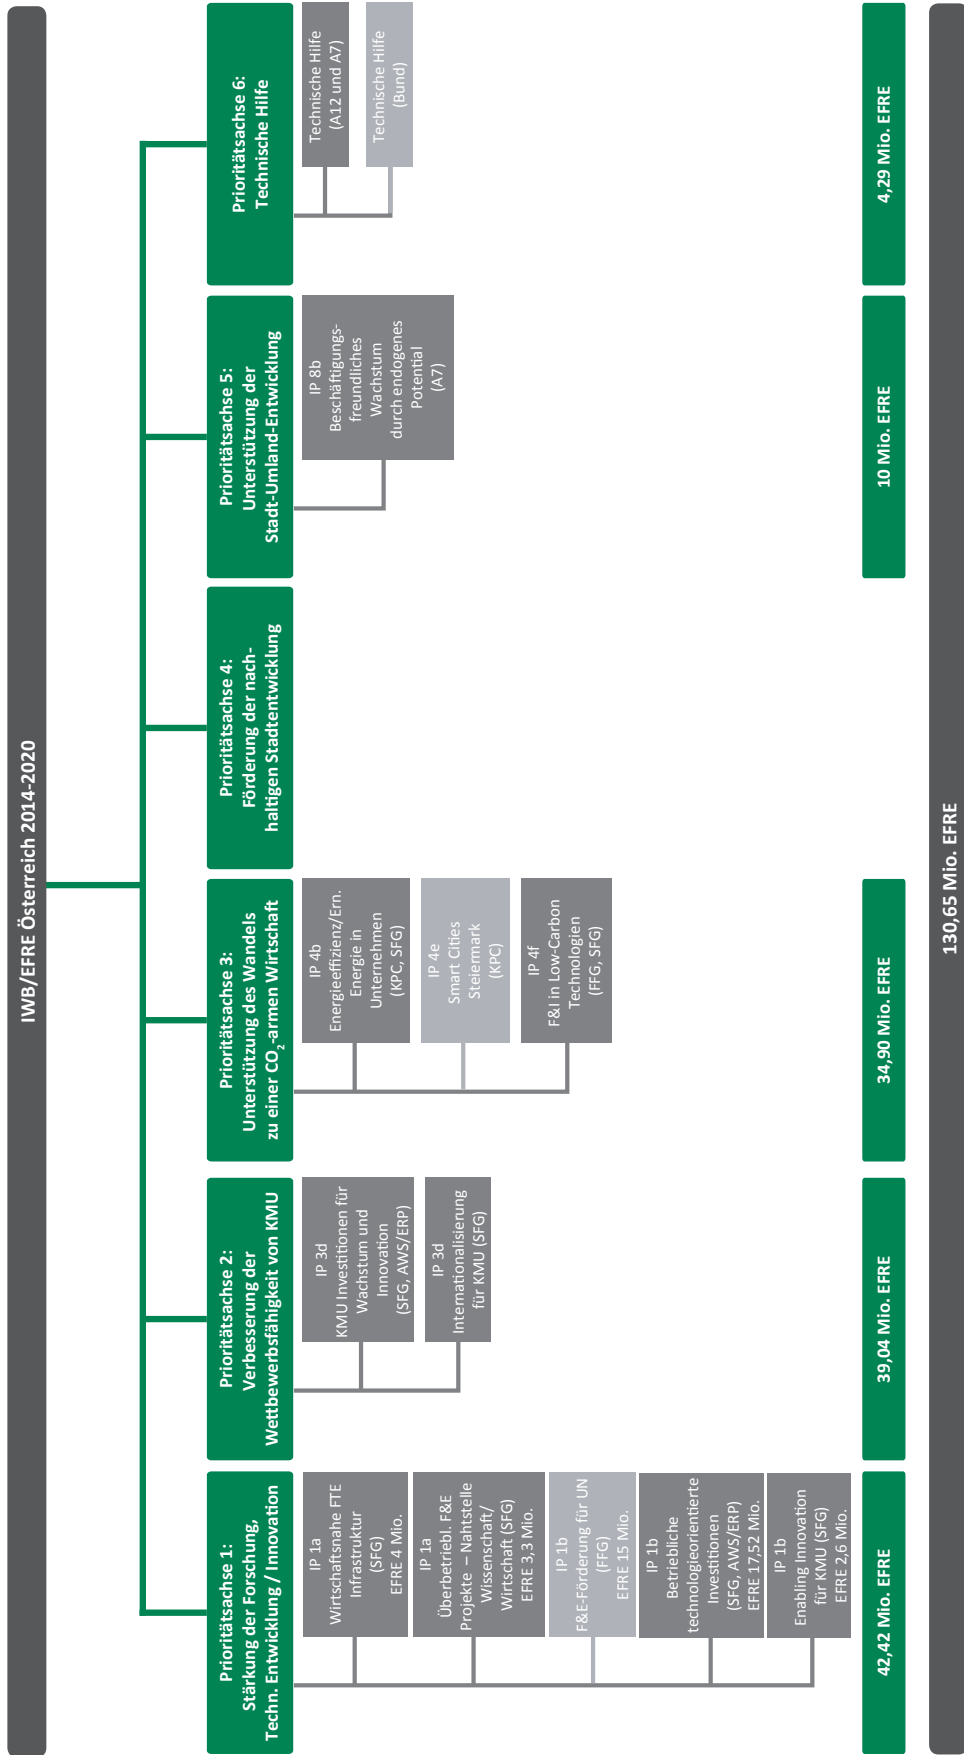 IWB/EFRE Österreich 2014-2020
Prioritätsachse 1:
Stärkung der Forschung,
Techn. Entwicklung / Innovation
IP 1a
Wirtschaftsnahe FTE
Infrastruktur
(SFG)
EFRE 4 Mio.
IP 1a
Überbetriebl. F&E
Projekte – Nahtstelle
Wissenschaft/
Wirtschaft (SFG)
EFRE 3,3 Mio.
IP 1b
F&E-Förderung für UN
(FFG)
EFRE 15 Mio.
IP 1b
Betriebliche
technologieorientierte
Investitionen
(SFG, AWS/ERP)
EFRE 17,52 Mio.
IP 1b
Enabling Innovation
für KMU (SFG)
EFRE 2,6 Mio.
42,42 Mio. EFRE
Prioritätsachse 2:
Verbesserung der
Wettbewerbsfähigkeit von KMU
IP 3d
KMU Investitionen für
Wachstum und
Innovation
(SFG, AWS/ERP)
IP 3d
Internationalisierung
für KMU (SFG)
39,04 Mio. EFRE
Prioritätsachse 3:
Unterstützung des Wandels
zu einer CO₂-armen Wirtschaft
IP 4b
Energieeffizienz/Ern.
Energie in
Unternehmen
(KPC, SFG)
IP 4e
Smart Cities
Steiermark
(KPC)
IP 4f
F&I in Low-Carbon
Technologien
(FFG, SFG)
34,90 Mio. EFRE
Prioritätsachse 4:
Förderung der nach-
haltigen Stadtentwicklung
Prioritätsachse 5:
Unterstützung der
Stadt-Umland-Entwicklung
IP 8b
Beschäftigungs-
freundliches
Wachstum
durch endogenes
Potential
(A7)
10 Mio. EFRE
Prioritätsachse 6:
Technische Hilfe
Technische Hilfe
(A12 und A7)
Technische Hilfe
(Bund)
4,29 Mio. EFRE
130,65 Mio. EFRE